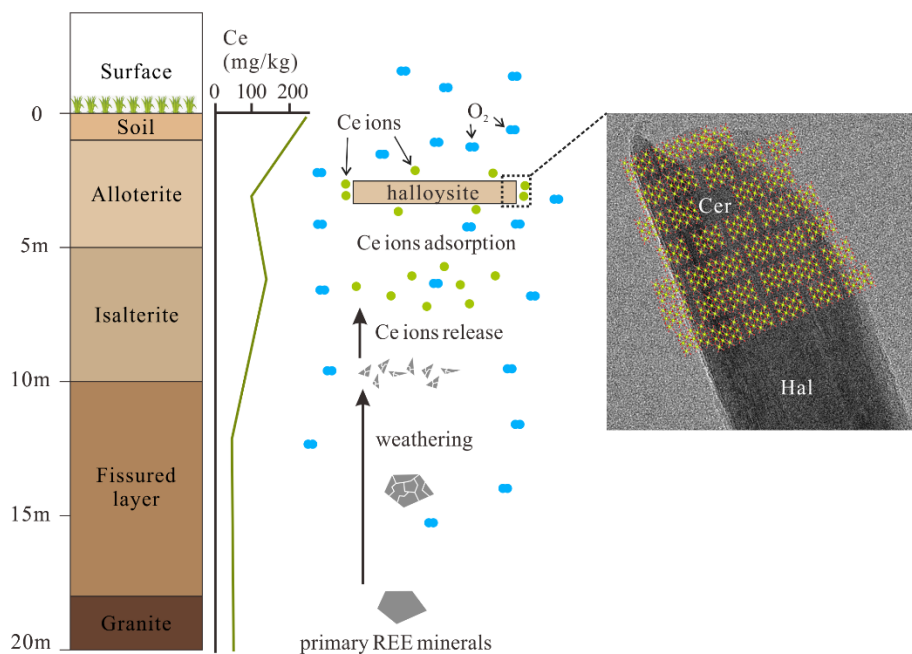 Surface
0
Soil
Alloterite
5m
Isalterite
10m
Fissured
layer
15m
Granite
20m
Ce
(mg/kg)
0 100 200
Ce ions
O2
halloysite
Ce ions adsorption
Ce ions release
weathering
primary REE minerals
Cer
Hal